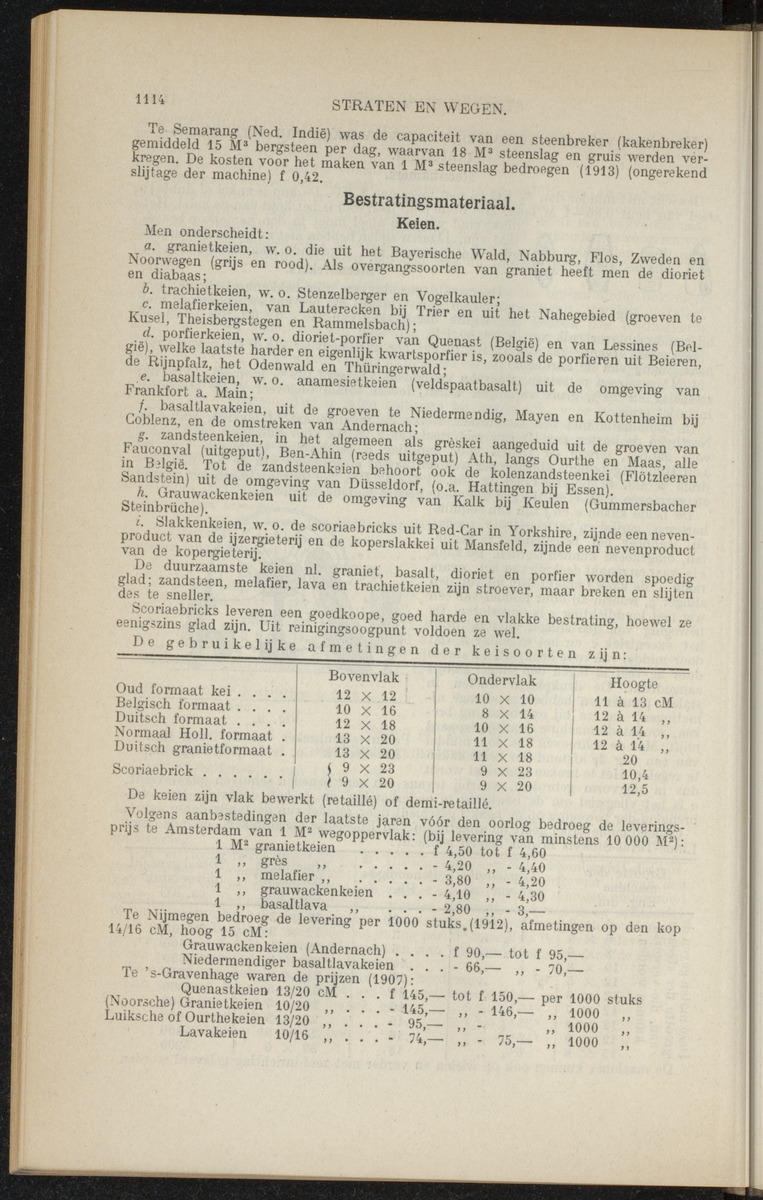 1114
STRATEN EN WEGEN.
Te Semarang (Ned. Indië) was de capaciteit van een steenbreker (kakenbreker)
gemiddeld 15 M³ bergsteen per dag, waarvan 18 M³ steenslag en gruis werden ver-
kregen. De kosten voor het maken van 1 M³ steenslag bedroegen (1913) (ongerekend
slijtage der machine) f 0,42.
Bestratingsmateriaal.
Keien.
Men onderscheidt:
a. granietkeien, w. o. die uit het Bayerische Wald, Nabburg, Flos, Zweden en
Noorwegen (grijs en rood). Als overgangssoorten van graniet heeft men de dioriet
en diabaas;
b. trachietkeien, w. o. Stenzelberger en Vogelkauler;
c. melafierkeien, van Lauterecken bij Trier en uit het Nahegebied (groeven te
Kusel, Theisbergstegen en Rammelsbach);
d. porfierkeien, w. o. dioriet-porfier van Quenast (België) en van Lessines (Bel-
gië), welke laatste harder en eigenlijk kwartsporfier is, zooals de porfieren uit Beieren,
de Rijnpfalz, het Odenwald en Thüringerwald;
e. basaltkeien, w. o. anamesietkeien (veldspaatbasalt) uit de omgeving van
Frankfort a. Main;
f. basaltlavakeien, uit de groeven te Niedermendig, Mayen en Kottenheim bij
Coblenz, en de omstreken van Andernach;
g. zandsteenkeien, in het algemeen als grèskei aangeduid uit de groeven van
Fauconval (uitgeput), Ben-Ahin (reeds uitgeput) Ath, langs Ourthe en Maas, alle
in België. Tot de zandsteenkeien behoort ook de kolenzandsteenkei (Flötzleeren
Sandstein) uit de omgeving van Düsseldorf, (o.a. Hattingen bij Essen).
h. Grauwackenkeien uit de omgeving van Kalk bij Keulen (Gummersbacher
Steinbrüche).
i. Slakkenkeien, w. o. de scoriaebricks uit Red-Car in Yorkshire, zijnde een neven-
product van de ijzergieterij en de koperslakkei uit Mansfeld, zijnde een nevenproduct
van de kopergieterij.
De duurzaamste keien nl. graniet, basalt, dioriet en porfier worden spoedig
glad; zandsteen, melafier, lava en trachietkeien zijn stroever, maar breken en slijten
des te sneller.
Scoriaebricks leveren een goedkoope, goed harde en vlakke bestrating, hoewel ze
eenigszins glad zijn. Uit reinigingsoogpunt voldoen ze wel.
De gebruikelijke afmetingen der keisoorten zijn:
Bovenvlak Ondervlak Hoogte
Oud formaat kei . . . . 12 × 12 10 × 10 11 à 13 cM
Belgisch formaat . . . . 10 × 16 8 × 14 12 à 14 ,,
Duitsch formaat . . . . 12 × 18 10 × 16 12 à 14 ,,
Normaal Holl. formaat . 13 × 20 11 × 18 12 à 14 ,,
Duitsch granietformaat . 13 × 20 11 × 18 20
Scoriaebrick . . . . . . { 9 × 23 9 × 23 10,4
{ 9 × 20 9 × 20 12,5
De keien zijn vlak bewerkt (retaillé) of demi-retaillé.
Volgens aanbestedingen der laatste jaren vóór den oorlog bedroeg de leverings-
prijs te Amsterdam van 1 M² wegoppervlak: (bij levering van minstens 10 000 M²):
1 M² granietkeien . . . . . f 4,50 tot f 4,60
1 ,, grès ,, . . . . . - 4,20 ,, - 4,40
1 ,, melafier ,, . . . . . - 3,80 ,, - 4,20
1 ,, grauwackenkeien . . . - 4,10 ,, - 4,30
1 ,, basaltlava ,, . . . - 2,80 ,, - 3,—
Te Nijmegen bedroeg de levering per 1000 stuks (1912), afmetingen op den kop
14/16 cM, hoog 15 cM:
Grauwackenkeien (Andernach) . . . . f 90,— tot f 95,—
Niedermendiger basaltlavakeien . . . - 66,— ,, - 70,—
Te 's-Gravenhage waren de prijzen (1907):
Quenastkeien 13/20 cM . . . f 145,— tot f 150,— per 1000 stuks
(Noorsche) Granietkeien 10/20 ,, . . . - 145,— ,, - 146,— ,, 1000 ,,
Luiksche of Ourthekeien 13/20 ,, . . . - 95,— ,, - ,, 1000 ,,
Lavakeien 10/16 ,, . . . - 74,— ,, - 75,— ,, 1000 ,,